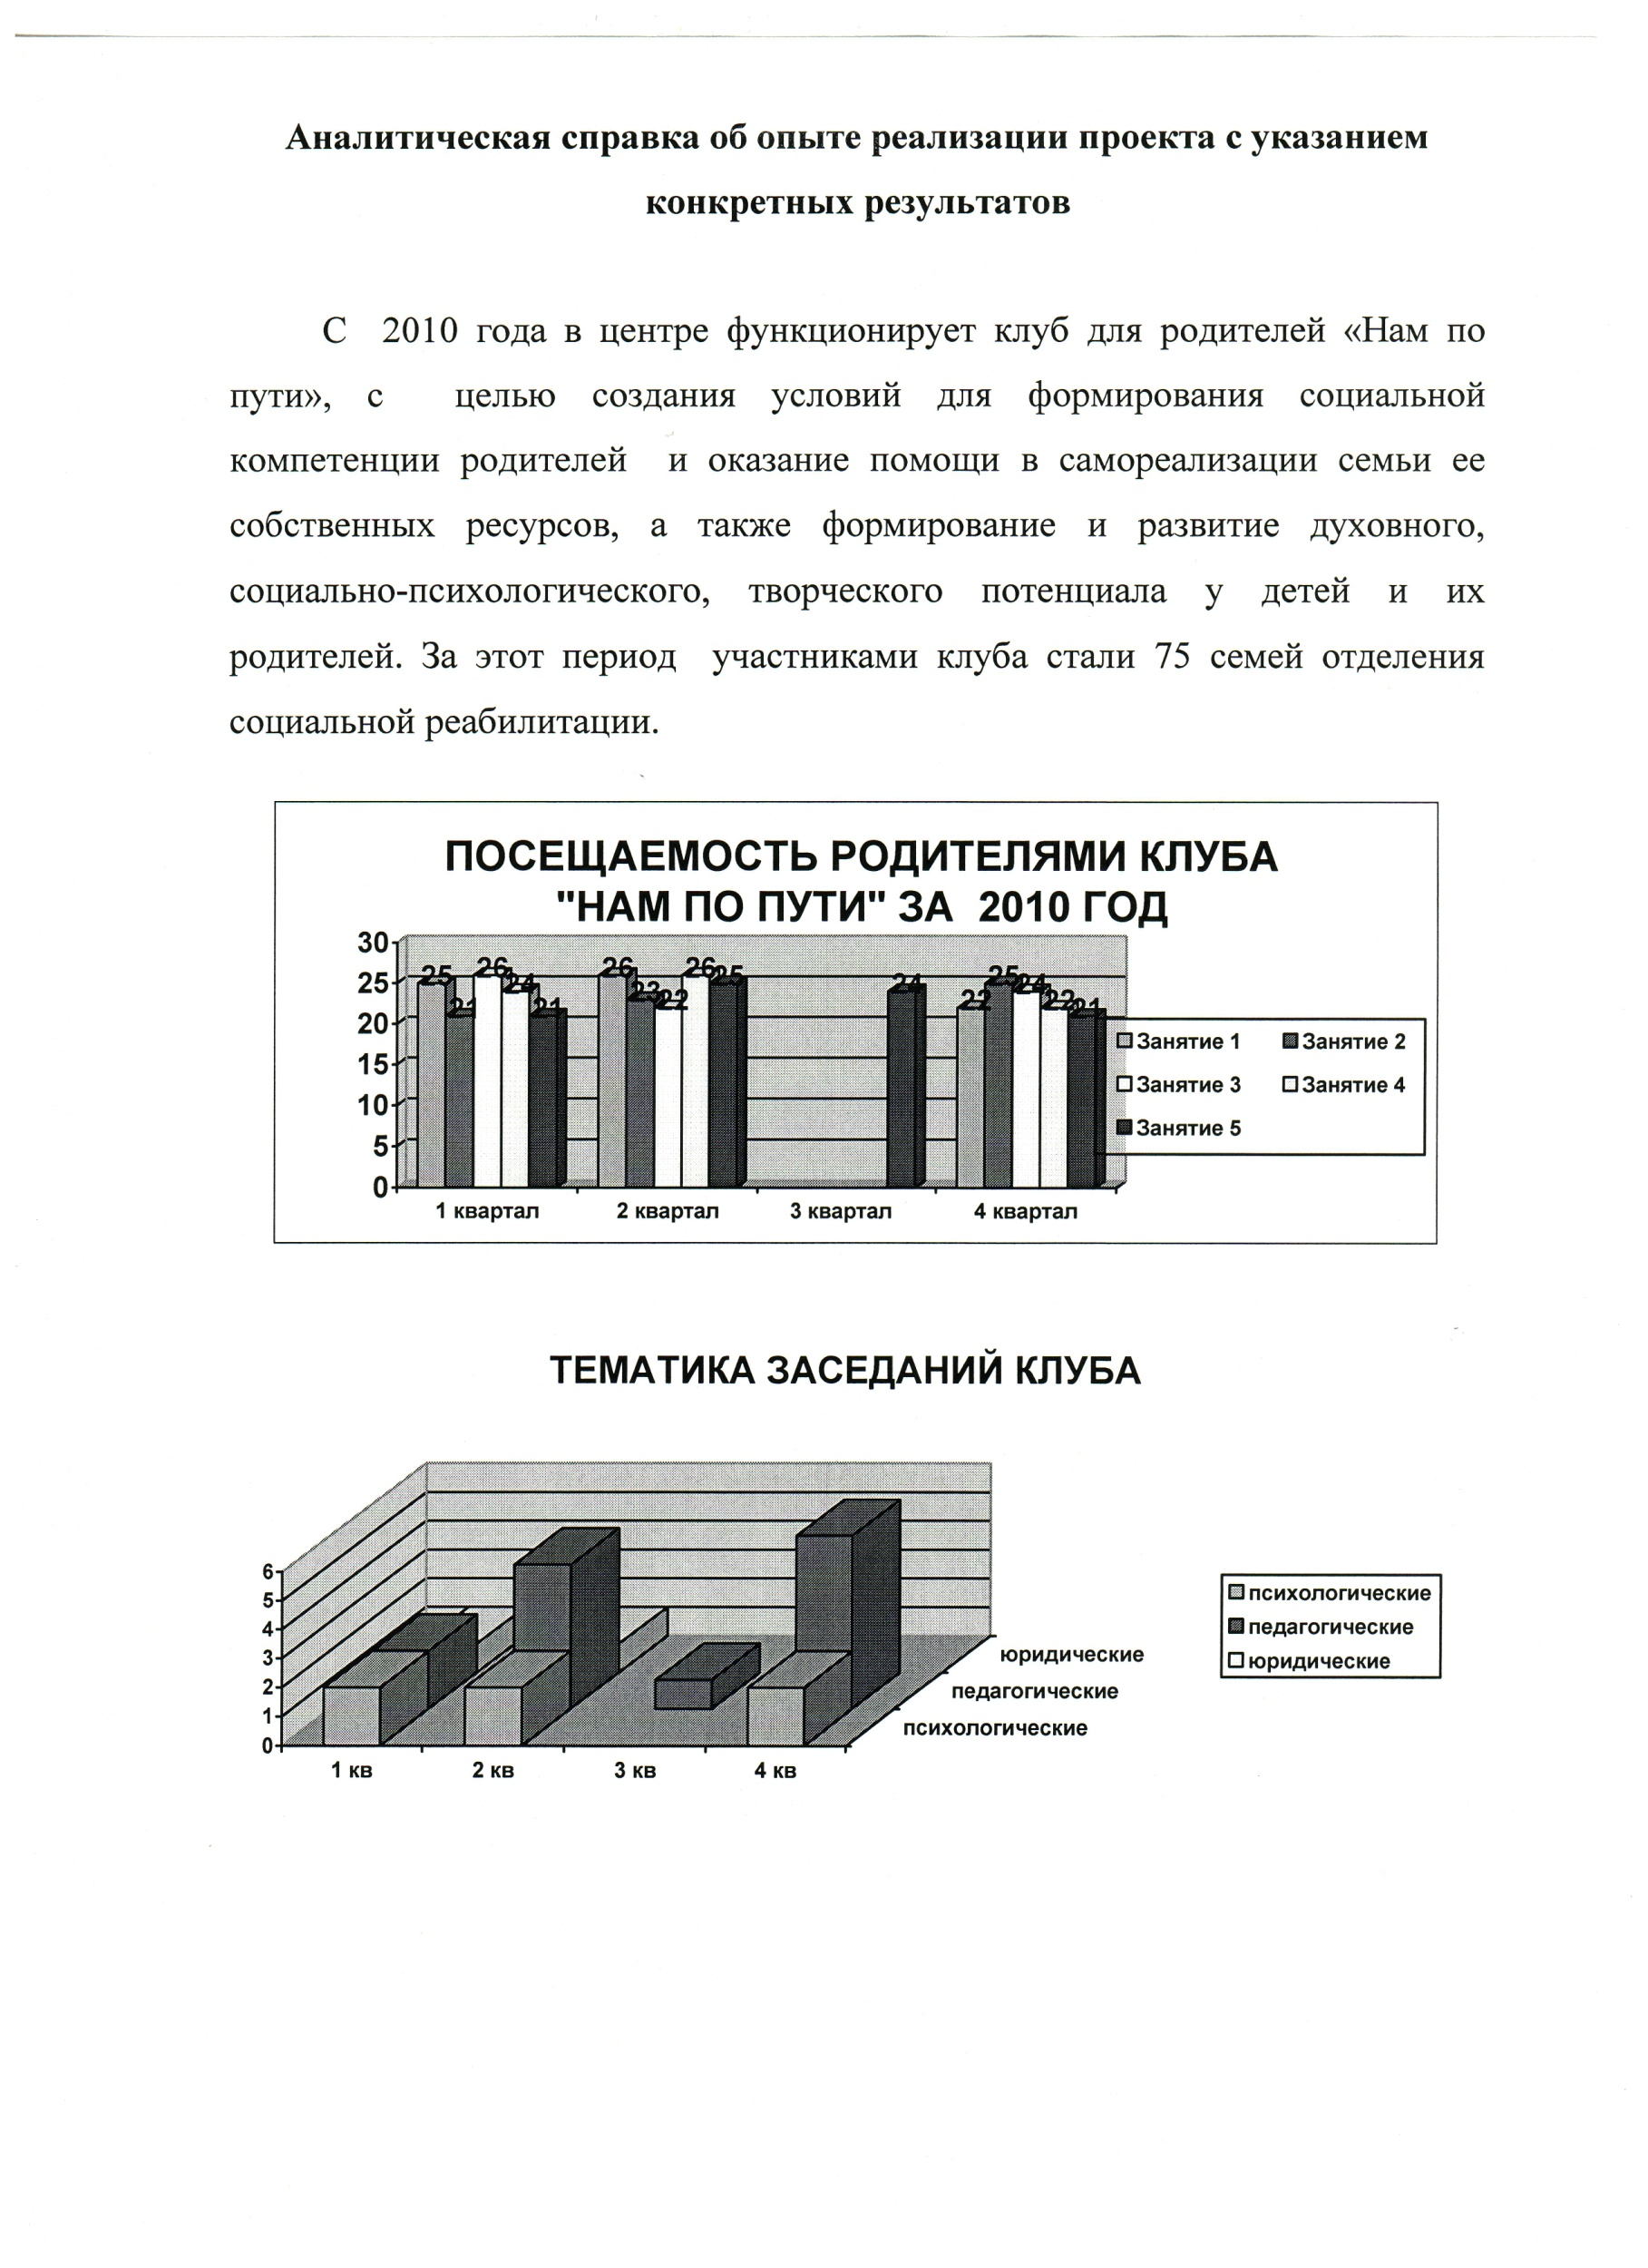 Аналитическая справка об опыте реализации проекта с указанием
конкретных результатов
С 2010 года в центре функционирует клуб для родителей «Нам по
пути», с целью создания условий для формирования социальной
компетенции родителей и оказание помощи в самореализации семьи ее
собственных ресурсов, а также формирование и развитие духовного,
социально-психологического, творческого потенциала у детей и их
родителей. За этот период участниками клуба стали 75 семей отделения
социальной реабилитации.
ПОСЕЩАЕМОСТЬ РОДИТЕЛЯМИ КЛУБА
"НАМ ПО ПУТИ" ЗА 2010 ГОД
30
25
20
15
10
5
0
25 21 26 24 21
26 23 22 26 25
24
22 25 24 22 21
1 квартал 2 квартал 3 квартал 4 квартал
Занятие 1 Занятие 2
Занятие 3 Занятие 4
Занятие 5
ТЕМАТИКА ЗАСЕДАНИЙ КЛУБА
6
5
4
3
2
1
0
1 кв 2 кв 3 кв 4 кв
юридические
педагогические
психологические
психологические
педагогические
юридические